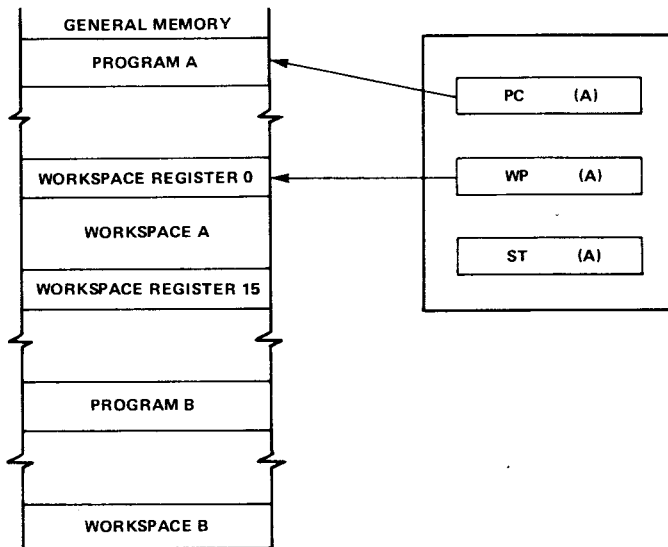 GENERAL MEMORY
PROGRAM A
WORKSPACE REGISTER 0
WORKSPACE A
WORKSPACE REGISTER 15
PROGRAM B
WORKSPACE B
PC (A)
WP (A)
ST (A)